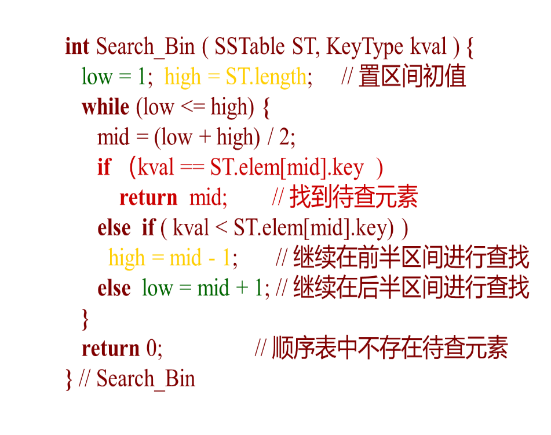 int Search_Bin ( SSTable ST, KeyType kval ) {
low = 1; high = ST.length; // 置区间初值
while (low <= high) {
mid = (low + high) / 2;
if （kval == ST.elem[mid].key )
return mid; // 找到待查元素
else if ( kval < ST.elem[mid].key) )
high = mid - 1; // 继续在前半区间进行查找
else low = mid + 1; // 继续在后半区间进行查找
}
return 0; // 顺序表中不存在待查元素
} // Search_Bin